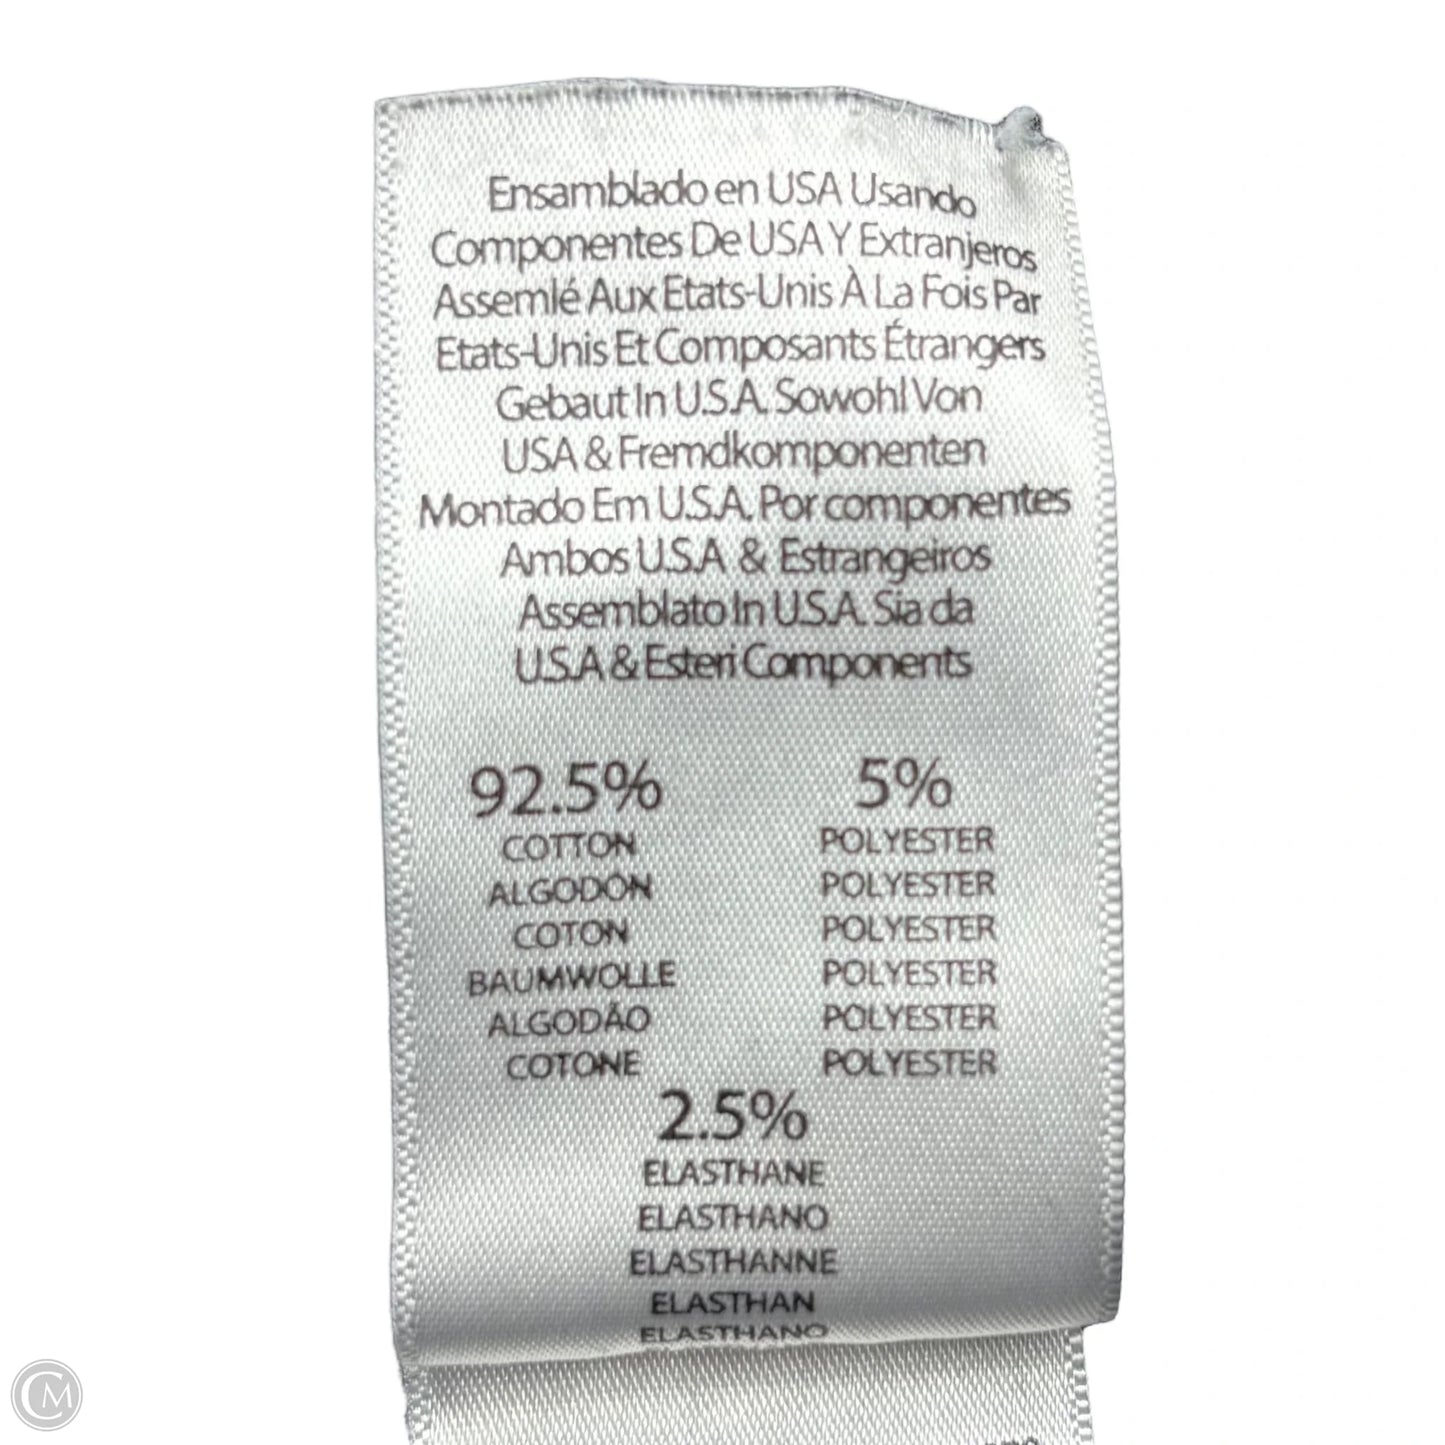 Ensamblado en USA Usando
Componentes De USA Y Extranjeros
Assemlé Aux Etats-Unis À La Fois Par
Etats-Unis Et Composants Étrangers
Gebaut In U.S.A. Sowohl Von
USA & Fremdkomponenten
Montado Em U.S.A. Por componentes
Ambos U.S.A & Estrangeiros
Assemblato In U.S.A. Sia da
U.S.A & Esteri Components
92.5%
COTTON
ALGODÓN
COTON
BAUMWOLLE
ALGODÃO
COTONE
5%
POLYESTER
POLYESTER
POLYESTER
POLYESTER
POLYESTER
POLYESTER
2.5%
ELASTHANE
ELASTHANO
ELASTHANNE
ELASTHAN
ELASTHANO
CM